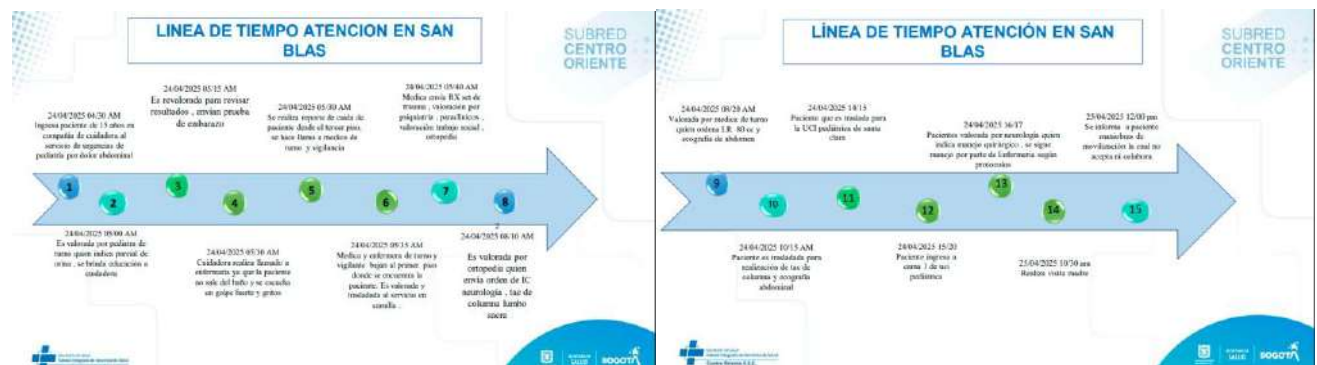 LINEA DE TIEMPO ATENCION EN SAN
BLAS
SUBRED
CENTRO
ORIENTE
24/04/2025 04/30 AM
Ingresa paciente de 15 años en
compañía de cuidadora al
servicio de urgencias de
pediatría por dolor abdominal
24/04/2025 05/15 AM
Es revalorada para revisar
resultados , envían prueba
de embarazo
24/04/2025 05/30 AM
Se realiza reporte de caída de
paciente desde el tercer piso,
se hace llamo a medico de
turno y vigilancia
28/04/2025 05/40 AM
Medica envía RX set de
trauma , valoración por
psiquiatría , paraclínicos ,
valoración trabajo social ,
ortopedia
1
2
3
4
5
6
7
8
24/04/2025 05/00 AM
Es valorada por pediatra de
turno quien indica parcial de
orina , se brinda educación a
cuidadora
24/04/2025 05/30 AM
Cuidadora realiza llamado a
enfermería ya que la paciente
no sale del baño y se escucha
un golpe fuerte y gritos
24/04/2025 05/35 AM
Medica y enfermera de turno y
vigilante bajan al primer piso
donde se encuentra la
paciente. Es valorada y
trasladada al servicio en
camilla .
2
24/04/2025 08/10 AM
Es valorado por
ortopedia quien
envía orden de IC
neurología , tac de
columna lumbo
sacra
BOGOTÁ
LÍNEA DE TIEMPO ATENCIÓN EN SAN
BLAS
SUBRED
CENTRO
ORIENTE
24/04/2025 08/20 AM
Valorada por medico de turno
quien ordena LR 80 cc y
ecografía de abdomen
24/04/2025 14/15
Paciente que es traslada para
la UCI pediátrica de santa
clara
24/04/2025 16/37
Pacientes valorada por neurología quien
indica manejo quirúrgico , se sigue
manejo por parte de Enfermería según
protocolos
25/04/2025 12/00 pm
Se informa a paciente
maniobras de
movilización la cual no
acepta ni colabora
9
10
11
12
13
14
15
24/04/2025 10/15 AM
Paciente es trasladada para
realización de tac de
columna y ecografía
abdominal
24/04/2025 15/20
Paciente ingresa a
cama 1 de uci
pediátrica
25/04/2025 10/30 am
Realiza visita madre
BOGOTÁ